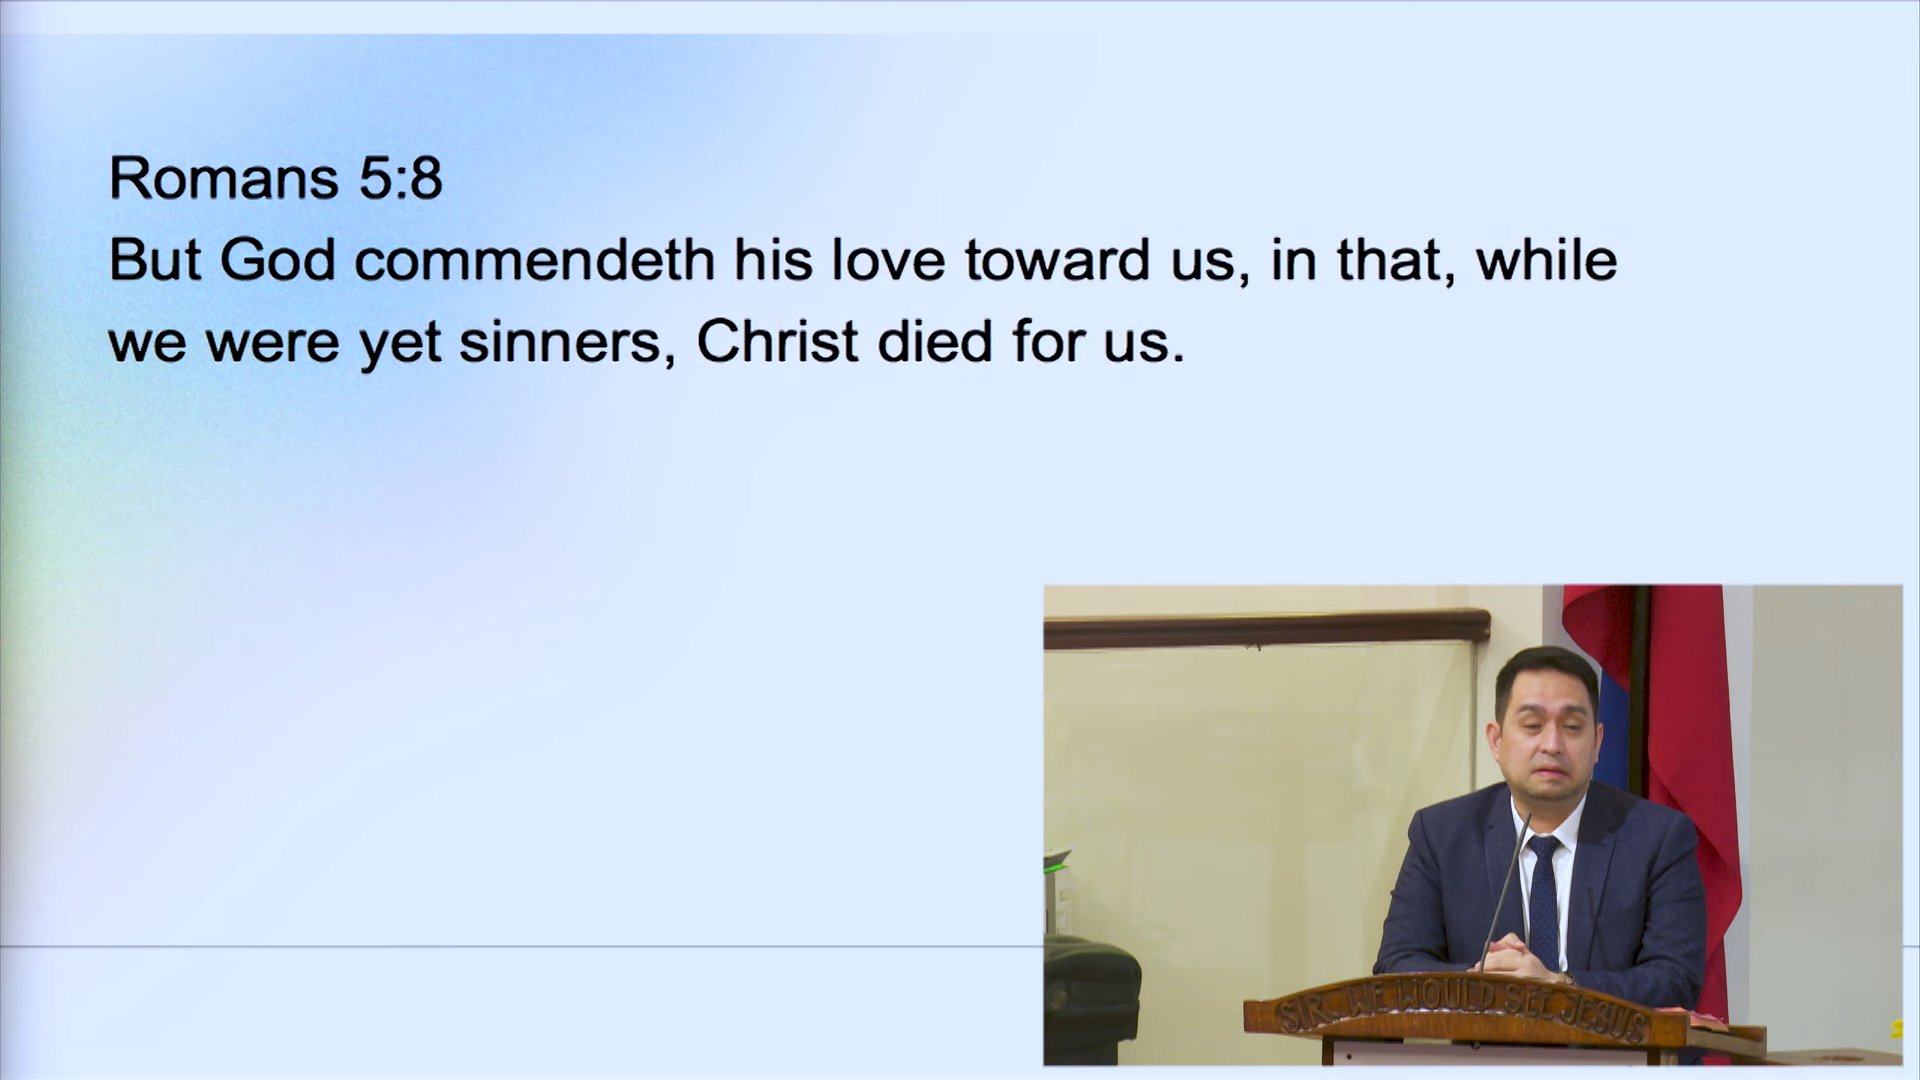 Romans 5:8
But God commendeth his love toward us, in that, while
we were yet sinners, Christ died for us.
SIR, WE WOULD SEE JESUS